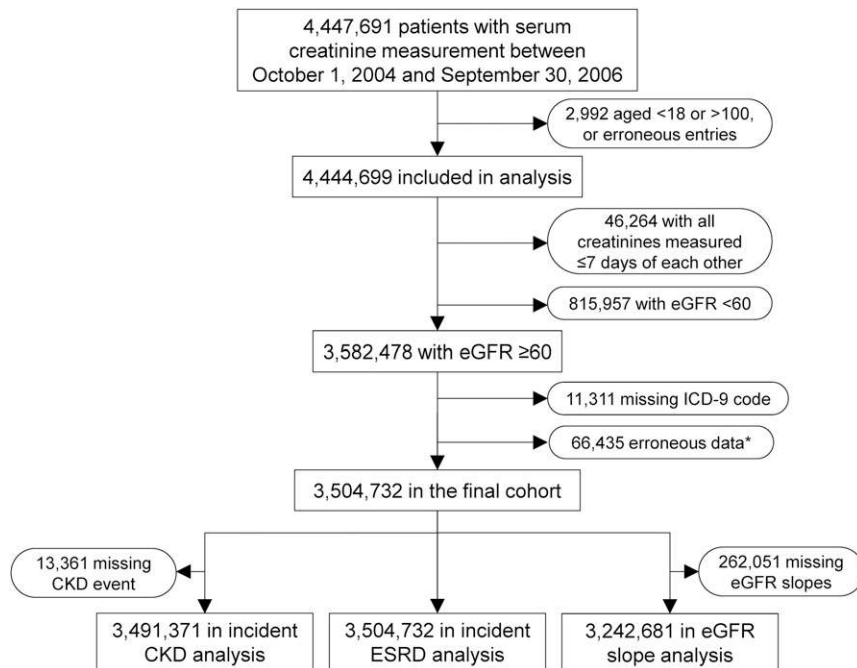 4,447,691 patients with serum
creatinine measurement between
October 1, 2004 and September 30, 2006
2,992 aged <18 or >100,
or erroneous entries
4,444,699 included in analysis
46,264 with all
creatinines measured
≤7 days of each other
815,957 with eGFR <60
3,582,478 with eGFR ≥60
11,311 missing ICD-9 code
66,435 erroneous data*
3,504,732 in the final cohort
13,361 missing
CKD event
262,051 missing
eGFR slopes
3,491,371 in incident
CKD analysis
3,504,732 in incident
ESRD analysis
3,242,681 in eGFR
slope analysis